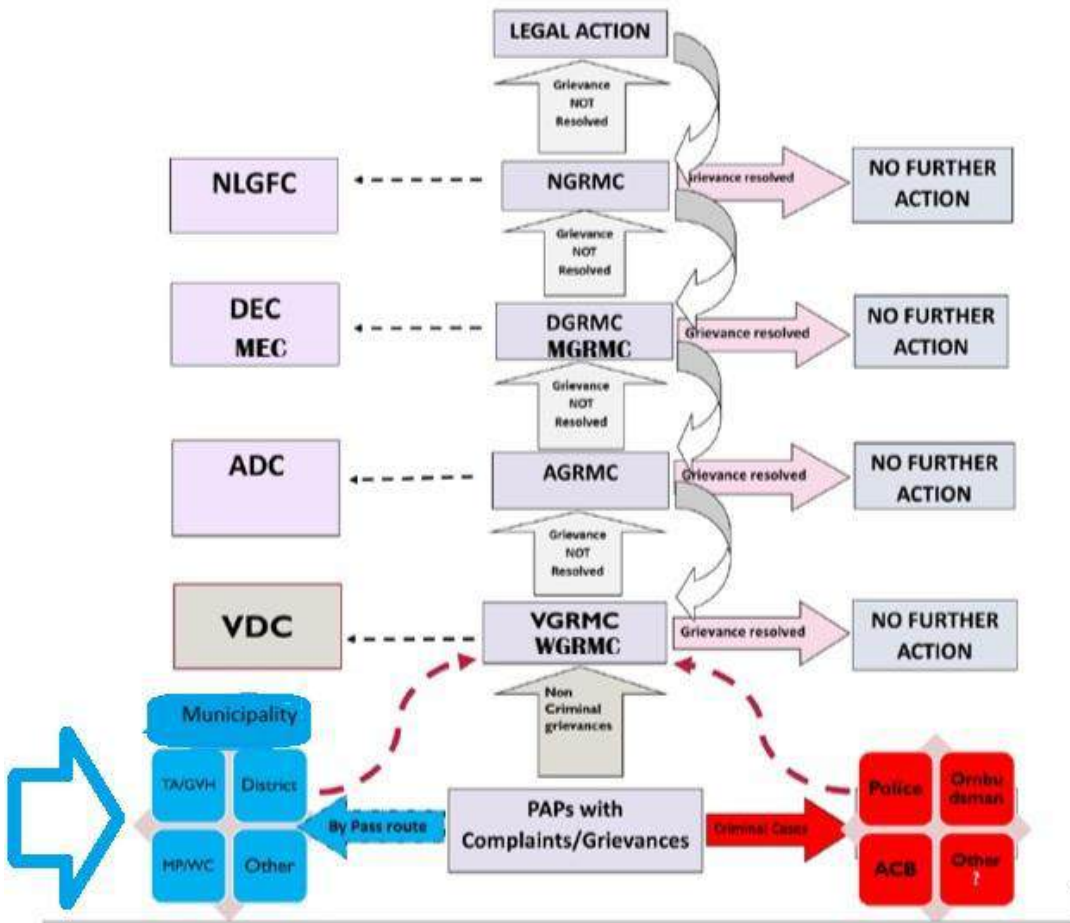 LEGAL ACTION
Grievance
NOT
Resolved
NLGFC
NGRMC
Grievance resolved
NO FURTHER
ACTION
Grievance
NOT
Resolved
DEC
MEC
DGRMC
MGRMC
Grievance resolved
NO FURTHER
ACTION
Grievance
NOT
Resolved
ADC
AGRMC
Grievance resolved
NO FURTHER
ACTION
Grievance
NOT
Resolved
VDC
VGRMC
WGRMC
Grievance resolved
NO FURTHER
ACTION
Non
Criminal
grievances
Municipality
TA/GVH
District
MP/WC
Other
By Pass route
PAPs with
Complaints/Grievances
Criminal Cases
Police
Ombu
dsman
ACB
Other
?